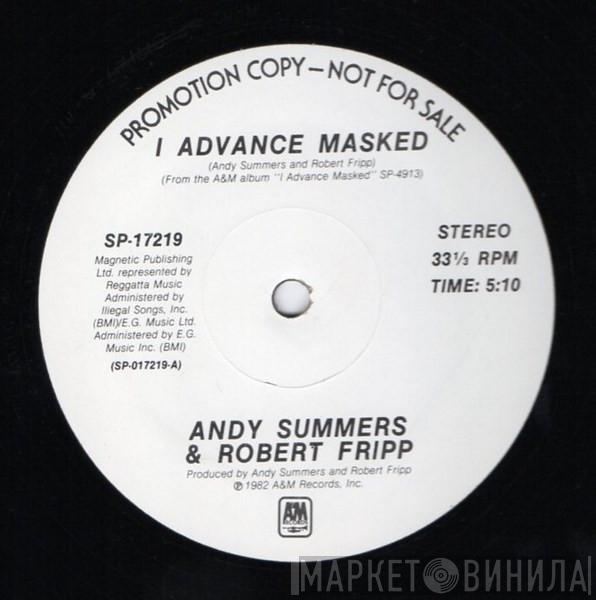 PROMOTION COPY—NOT FOR SALE
I ADVANCE MASKED
(Andy Summers and Robert Fripp)
(From the A&M album "I Advance Masked" SP-4913)
SP-17219
Magnetic Publishing
Ltd. represented by
Reggatta Music
Administered by
Illegal Songs, Inc.
(BMI)/E.G. Music Ltd.
Administered by E.G.
Music Inc. (BMI)
(SP-017219-A)
STEREO
33⅓ RPM
TIME: 5:10
ANDY SUMMERS
& ROBERT FRIPP
Produced by Andy Summers and Robert Fripp
℗ 1982 A&M Records, Inc.
A&M
RECORDS
МАРКЕТ ВИНИЛА